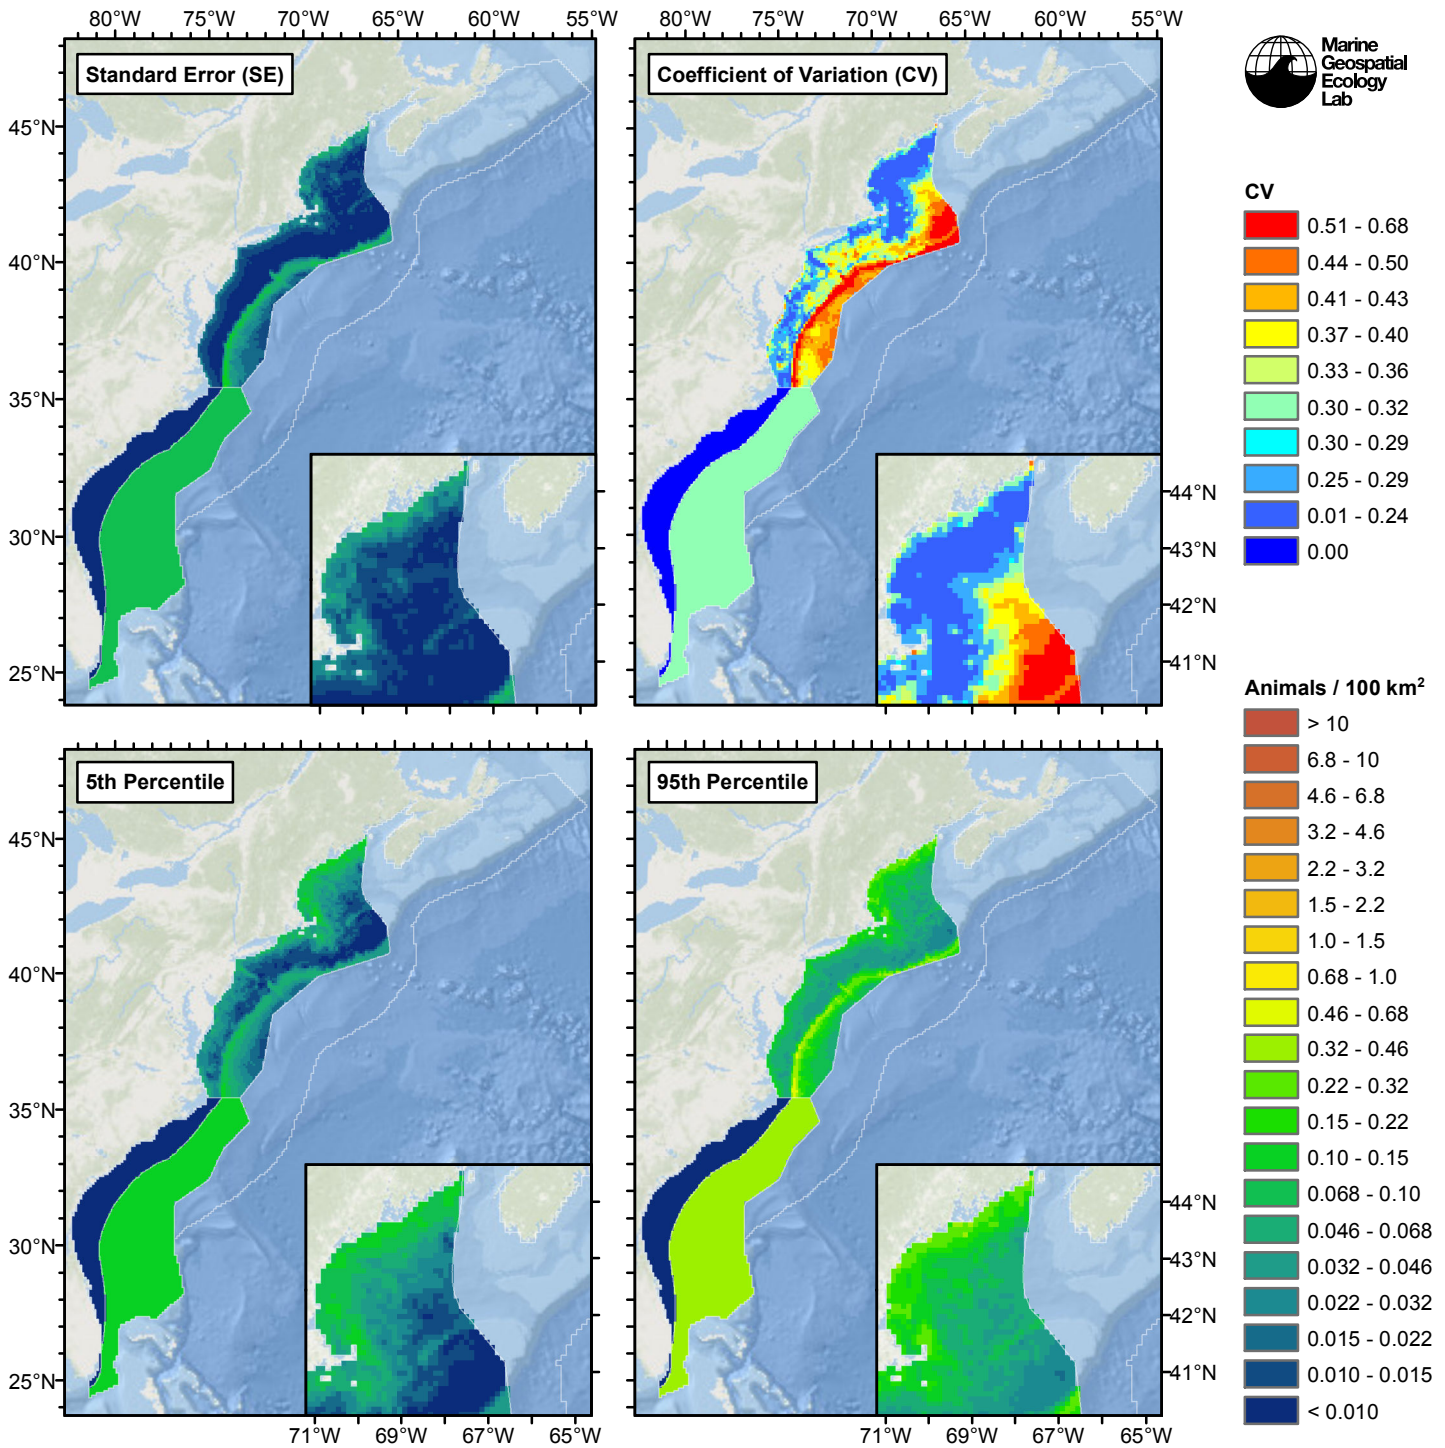 80°W 75°W 70°W 65°W 60°W 55°W
80°W 75°W 70°W 65°W 60°W 55°W
Standard Error (SE)
Coefficient of Variation (CV)
45°N
40°N
35°N
30°N
25°N
44°N
43°N
42°N
41°N
Marine
Geospatial
Ecology
Lab
CV
0.51 - 0.68
0.44 - 0.50
0.41 - 0.43
0.37 - 0.40
0.33 - 0.36
0.30 - 0.32
0.30 - 0.29
0.25 - 0.29
0.01 - 0.24
0.00
5th Percentile
95th Percentile
45°N
40°N
35°N
30°N
25°N
44°N
43°N
42°N
41°N
71°W 69°W 67°W 65°W
71°W 69°W 67°W 65°W
Animals / 100 km²
> 10
6.8 - 10
4.6 - 6.8
3.2 - 4.6
2.2 - 3.2
1.5 - 2.2
1.0 - 1.5
0.68 - 1.0
0.46 - 0.68
0.32 - 0.46
0.22 - 0.32
0.15 - 0.22
0.10 - 0.15
0.068 - 0.10
0.046 - 0.068
0.032 - 0.046
0.022 - 0.032
0.015 - 0.022
0.010 - 0.015
< 0.010